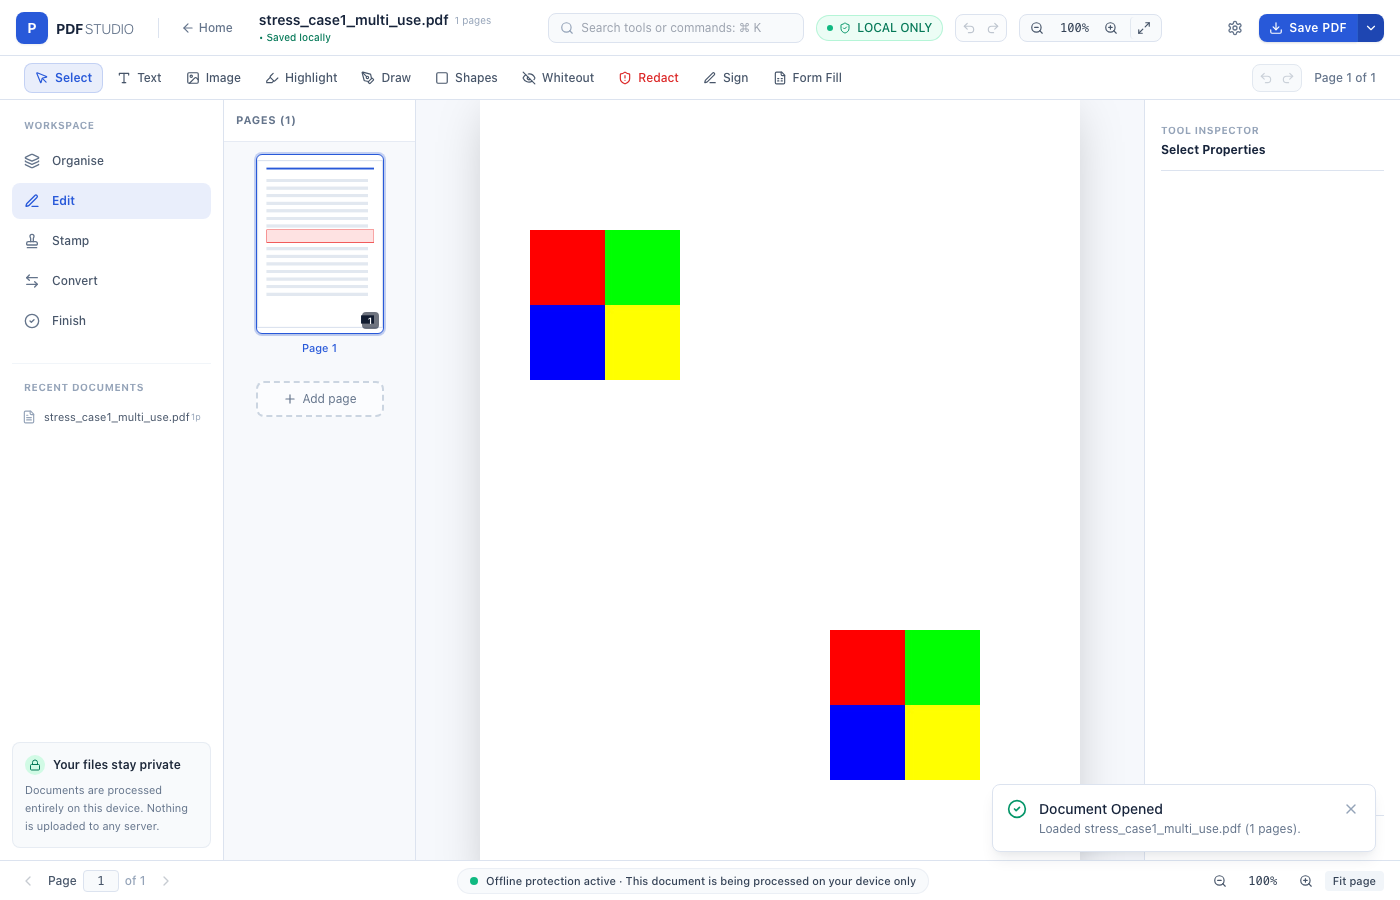 P PDF STUDIO
Home
stress_case1_multi_use.pdf 1 pages
• Saved locally
Search tools or commands: ⌘ K
LOCAL ONLY
100%
Save PDF
Select
Text
Image
Highlight
Draw
Shapes
Whiteout
Redact
Sign
Form Fill
Page 1 of 1
WORKSPACE
Organise
Edit
Stamp
Convert
Finish
RECENT DOCUMENTS
stress_case1_multi_use.pdf 1p
Your files stay private
Documents are processed
entirely on this device. Nothing
is uploaded to any server.
PAGES (1)
1
Page 1
+ Add page
TOOL INSPECTOR
Select Properties
Document Opened
Loaded stress_case1_multi_use.pdf (1 pages).
Page 1 of 1
Offline protection active · This document is being processed on your device only
100%
Fit page